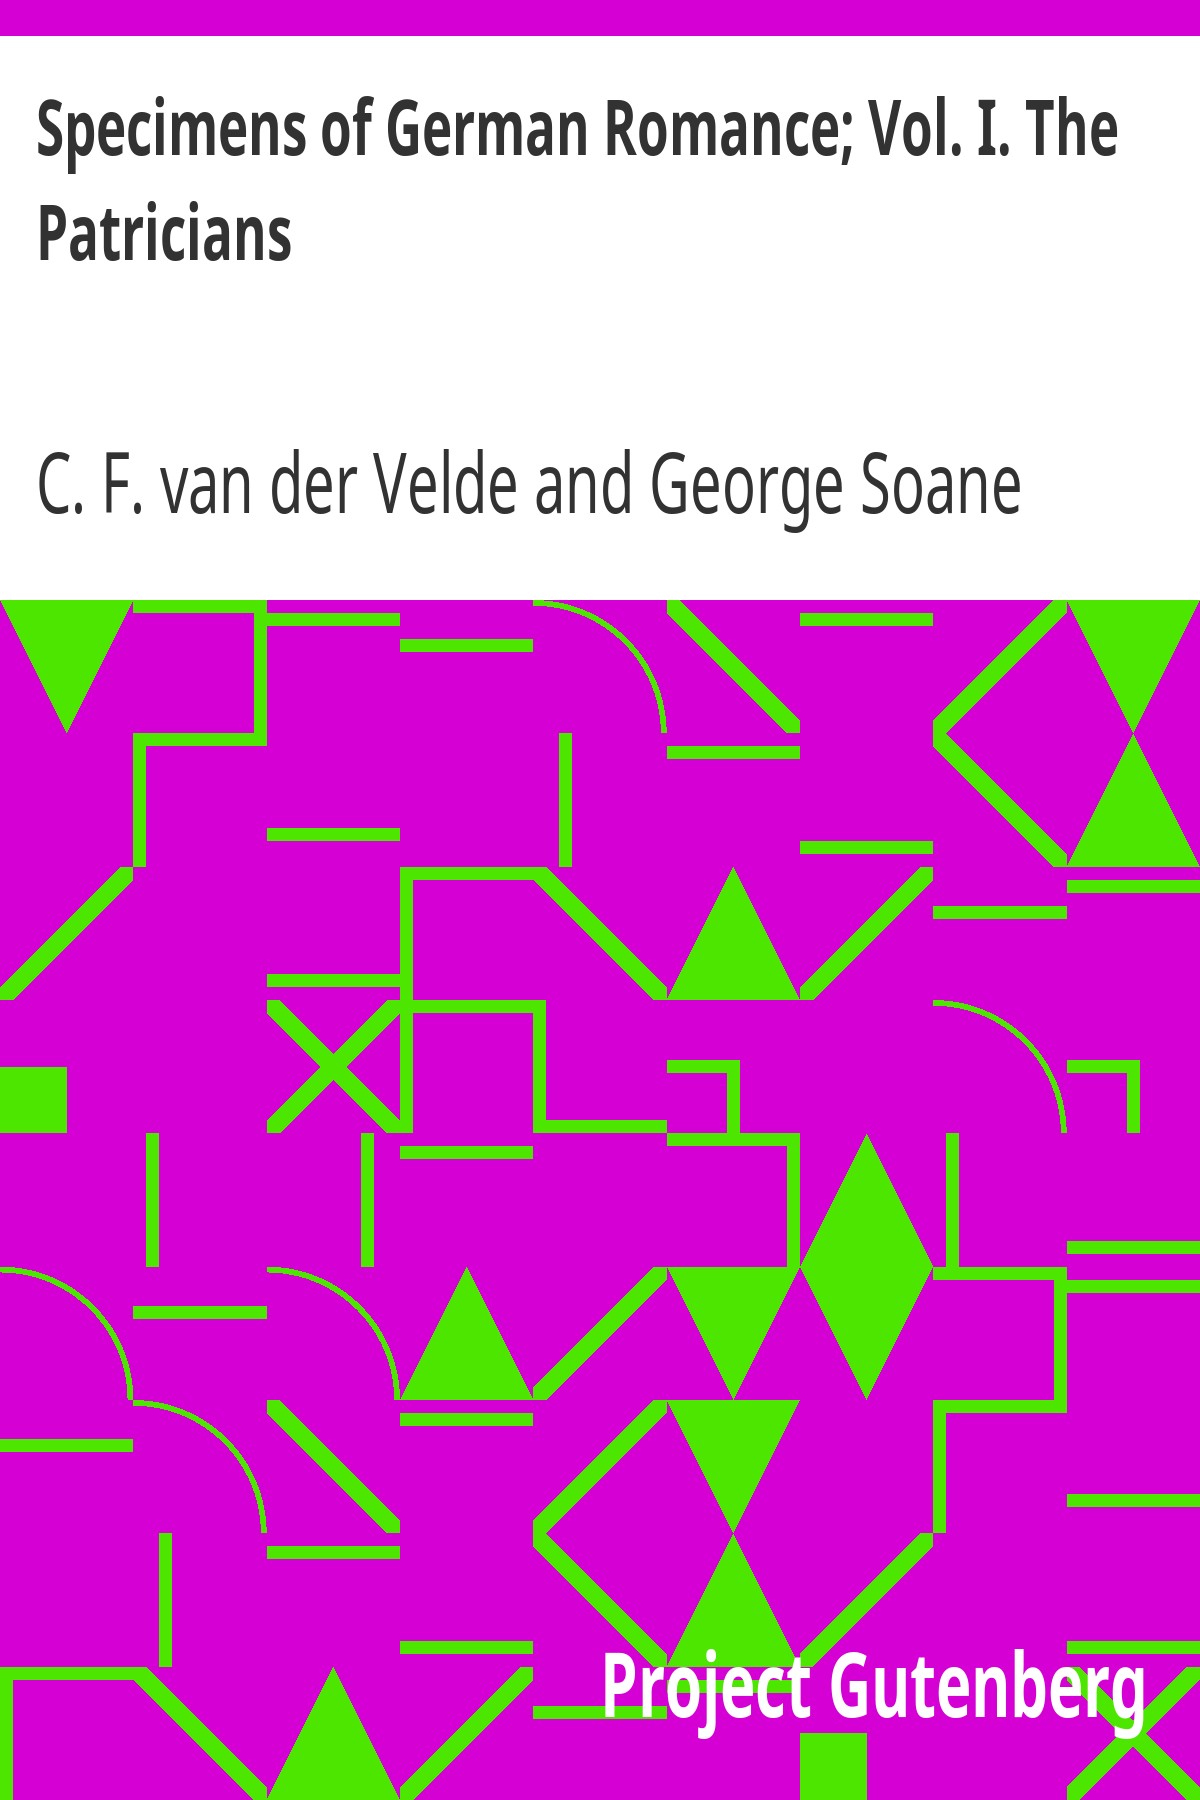 Specimens of German Romance; Vol. I. The
Patricians
C. F. van der Velde and George Soane
Project Gutenberg